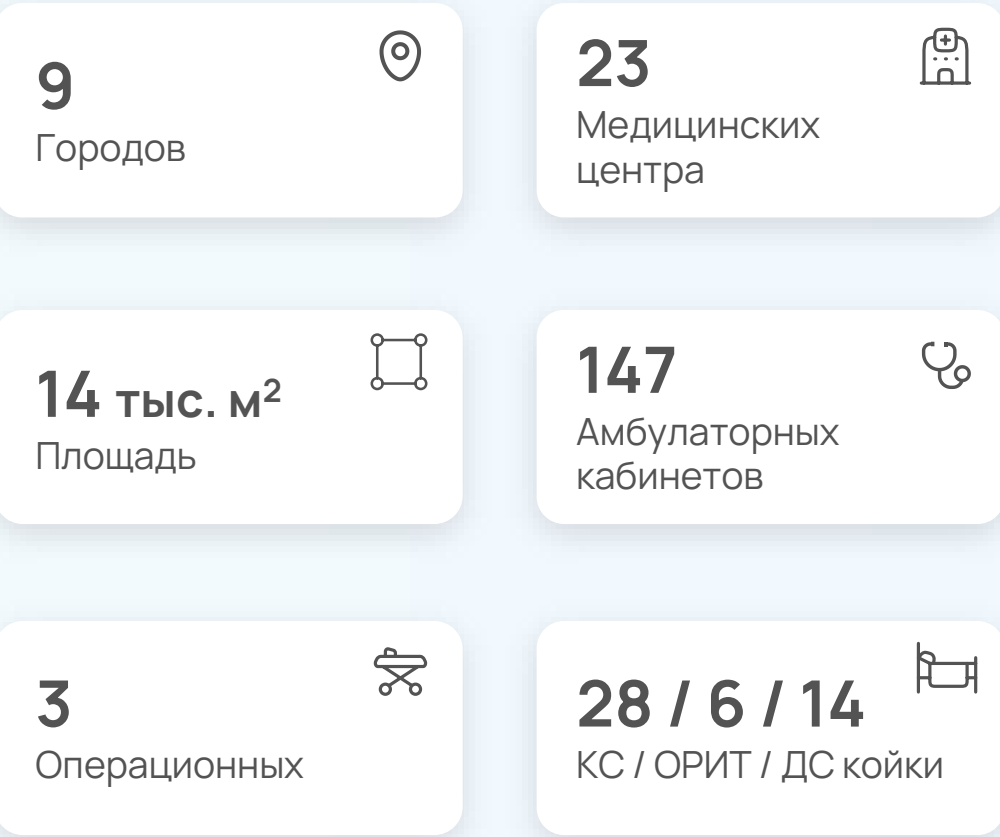 9
Городов
23
Медицинских
центра
14 тыс. м²
Площадь
147
Амбулаторных
кабинетов
3
Операционных
28 / 6 / 14
КС / ОРИТ / ДС койки